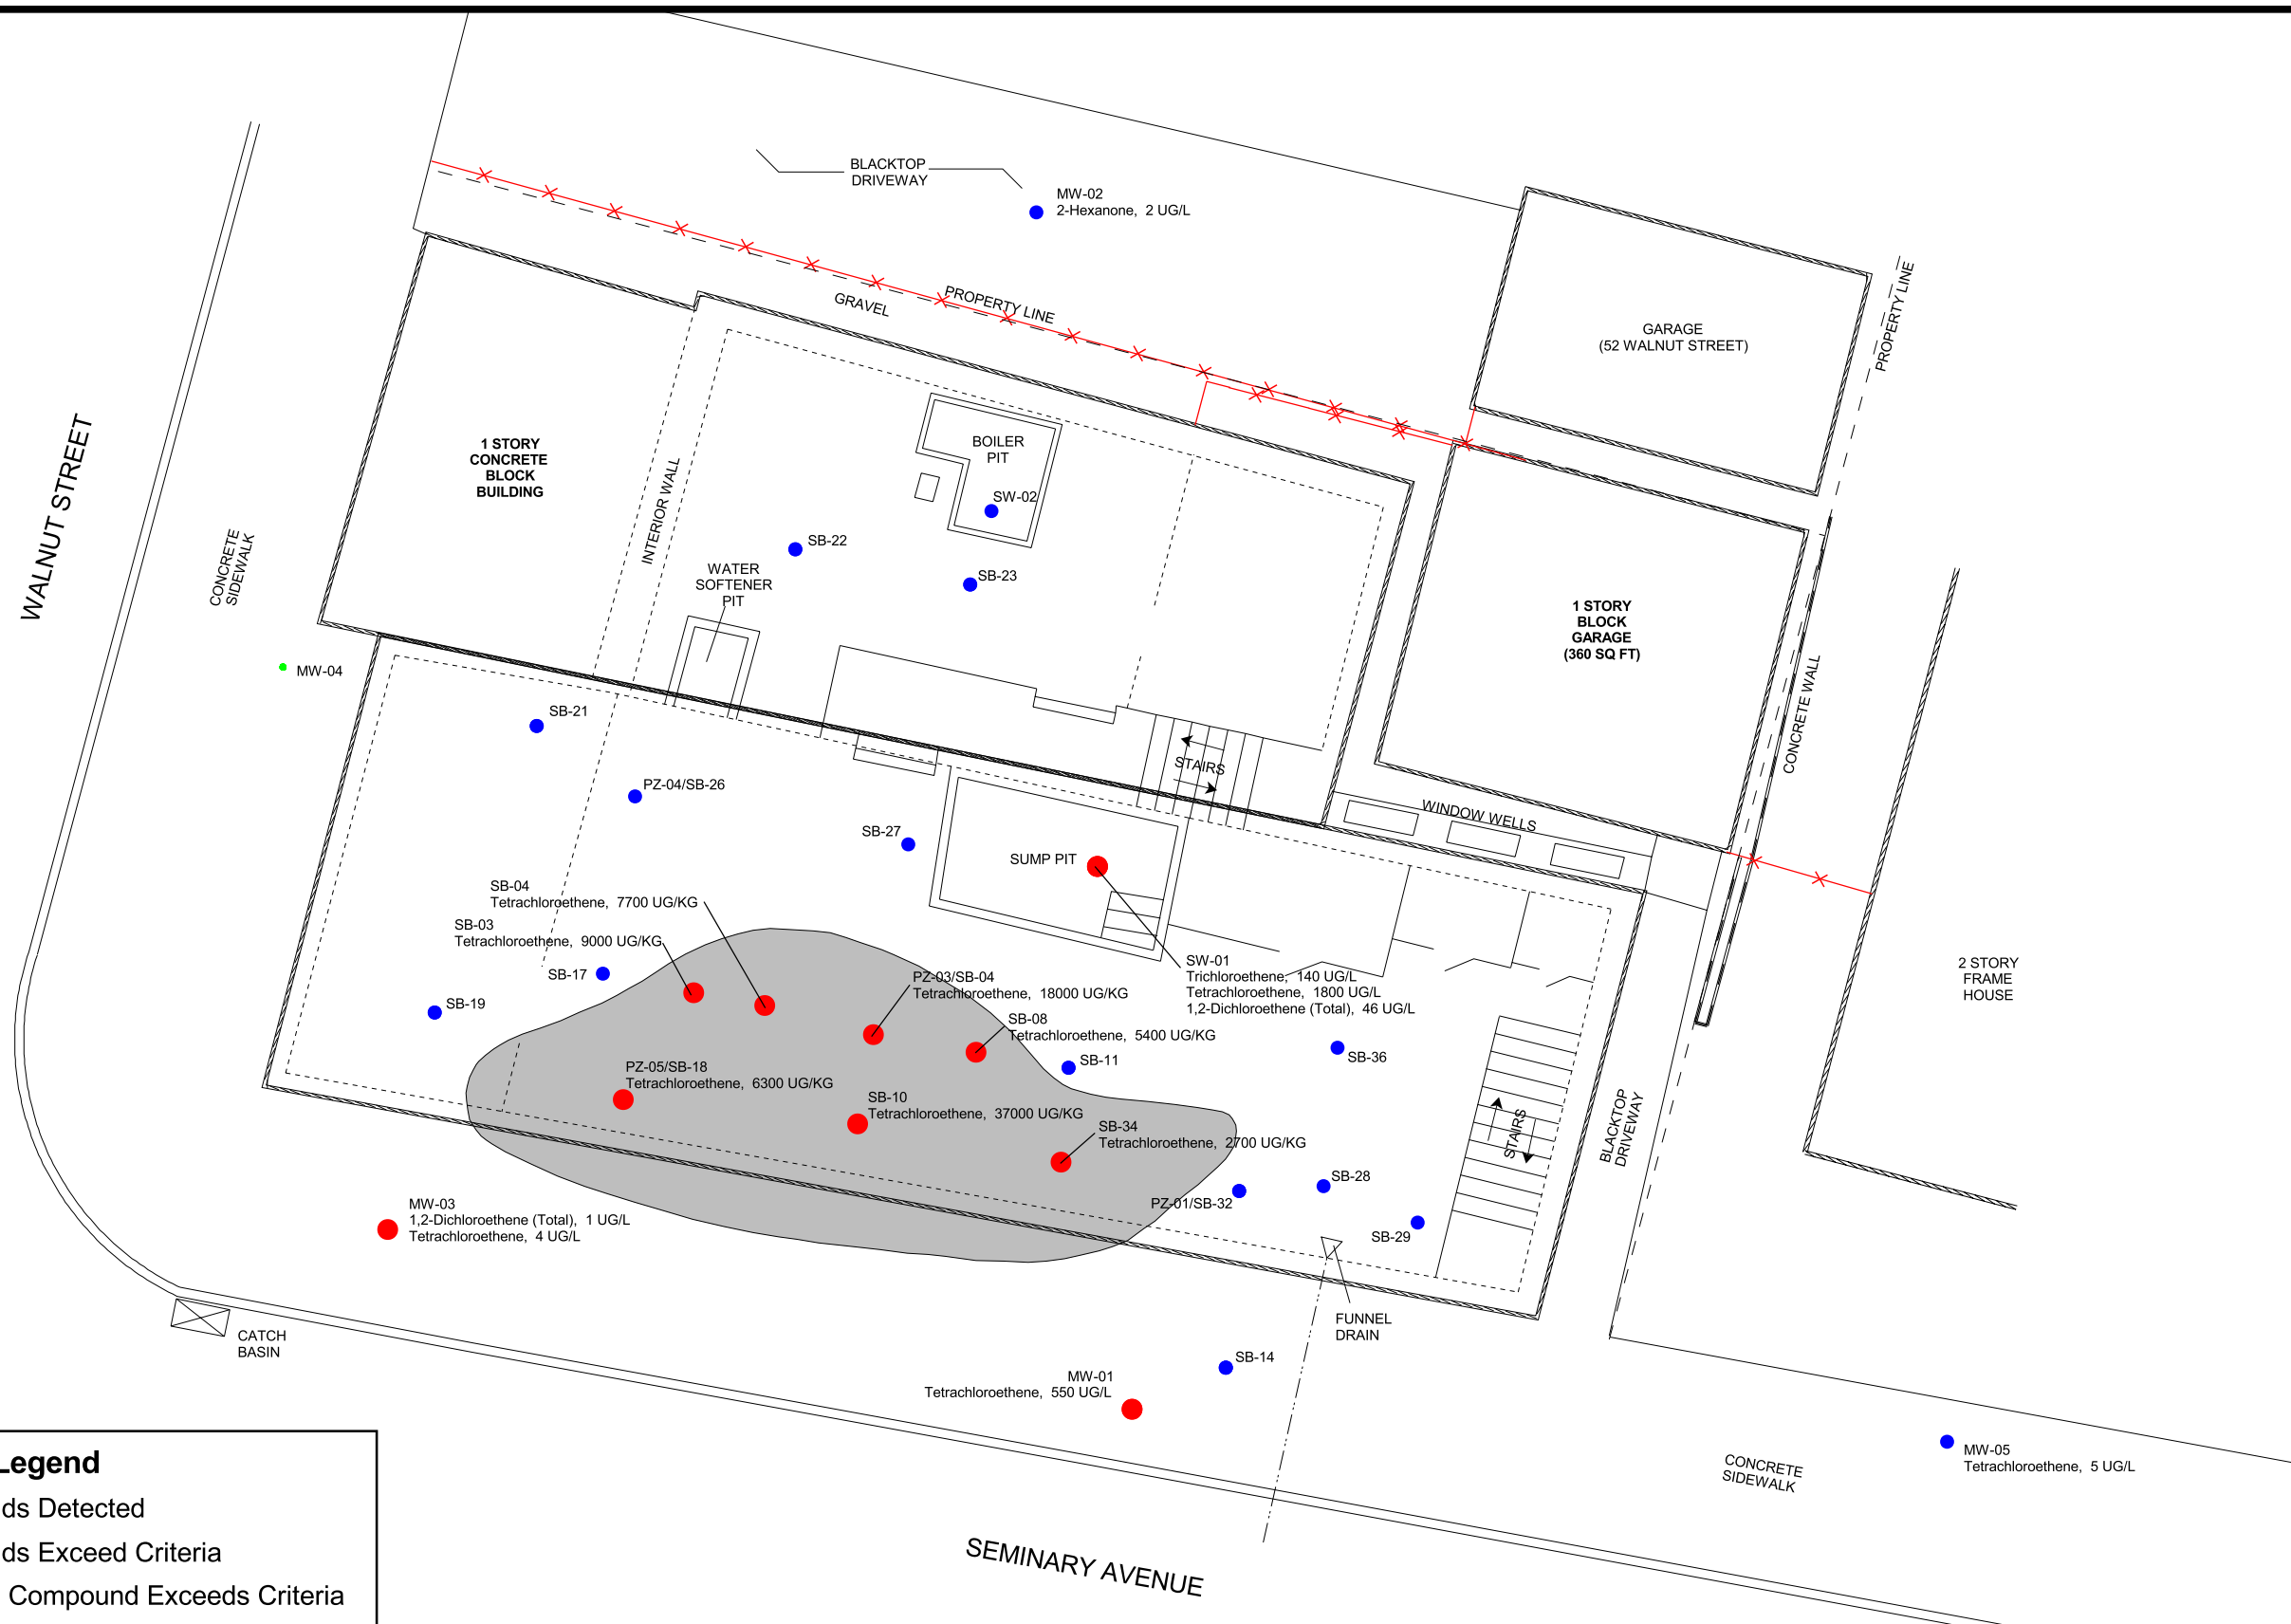 BLACKTOP
DRIVEWAY
MW-02
2-Hexanone, 2 UG/L
PROPERTY LINE
GRAVEL
GARAGE
(52 WALNUT STREET)
PROPERTY LINE
WALNUT STREET
CONCRETE
SIDEWALK
1 STORY
CONCRETE
BLOCK
BUILDING
INTERIOR WALL
BOILER
PIT
SW-02
SB-22
SB-23
WATER
SOFTENER
PIT
1 STORY
BLOCK
GARAGE
(360 SQ FT)
CONCRETE WALL
MW-04
SB-21
PZ-04/SB-26
STAIRS
WINDOW WELLS
SB-27
SUMP PIT
SB-04
Tetrachloroethene, 7700 UG/KG
SB-03
Tetrachloroethene, 9000 UG/KG
SB-17
SB-19
PZ-03/SB-04
Tetrachloroethene, 18000 UG/KG
SW-01
Trichloroethene, 140 UG/L
Tetrachloroethene, 1800 UG/L
1,2-Dichloroethene (Total), 46 UG/L
2 STORY
FRAME
HOUSE
SB-08
Tetrachloroethene, 5400 UG/KG
SB-11
SB-36
PZ-05/SB-18
Tetrachloroethene, 6300 UG/KG
SB-10
Tetrachloroethene, 37000 UG/KG
SB-34
Tetrachloroethene, 2700 UG/KG
STAIRS
BLACKTOP
DRIVEWAY
PZ-01/SB-32
SB-28
SB-29
MW-03
1,2-Dichloroethene (Total), 1 UG/L
Tetrachloroethene, 4 UG/L
CATCH
BASIN
FUNNEL
DRAIN
SB-14
MW-01
Tetrachloroethene, 550 UG/L
CONCRETE
SIDEWALK
MW-05
Tetrachloroethene, 5 UG/L
SEMINARY AVENUE
Legend
ds Detected
ds Exceed Criteria
Compound Exceeds Criteria